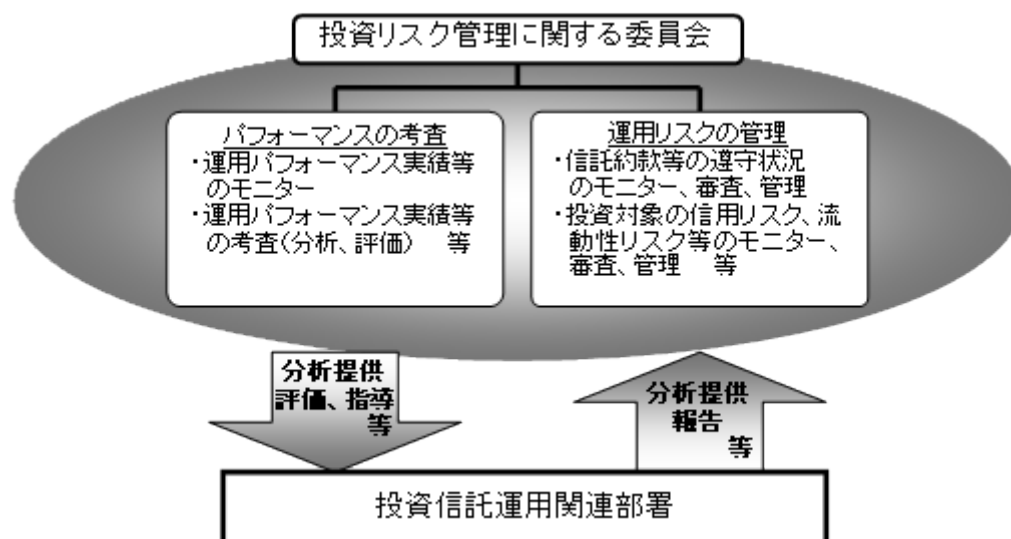 投資リスク管理に関する委員会
パフォーマンスの考査
・運用パフォーマンス実績等
のモニター
・運用パフォーマンス実績等
の考査(分析、評価) 等
運用リスクの管理
・信託約款等の遵守状況
のモニター、審査、管理
・投資対象の信用リスク、流
動性リスク等のモニター、
審査、管理 等
分析提供
評価、指導
等
分析提供
報告
等
投資信託運用関連部署